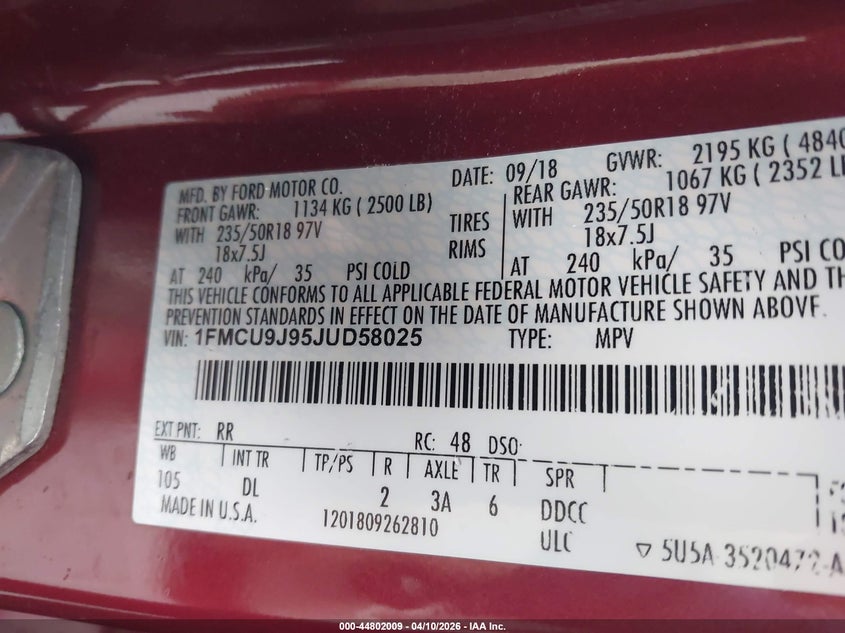 MFD. BY FORD MOTOR CO. DATE: 09/18 GVWR: 2195 KG ( 4840
FRONT GAWR: 1134 KG ( 2500 LB) REAR GAWR: 1067 KG ( 2352 L
WITH 235/50R18 97V TIRES WITH 235/50R18 97V
18x7.5J RIMS 18x7.5J
AT 240 kPa/ 35 PSI COLD AT 240 kPa/ 35 PSI CO
THIS VEHICLE CONFORMS TO ALL APPLICABLE FEDERAL MOTOR VEHICLE SAFETY AND TH
PREVENTION STANDARDS IN EFFECT ON THE DATE OF MANUFACTURE SHOWN ABOVE.
VIN: 1FMCU9J95JUD58025 TYPE: MPV
EXT PNT: RR RC: 48 DSO:
WB INT TR TP/PS R AXLE TR SPR
105 DL 2 3A 6 DDCC
MADE IN U.S.A. 1201809262810 ULC
5U5A-3520472-A
000-44802009 - 04/10/2026 - IAA Inc.